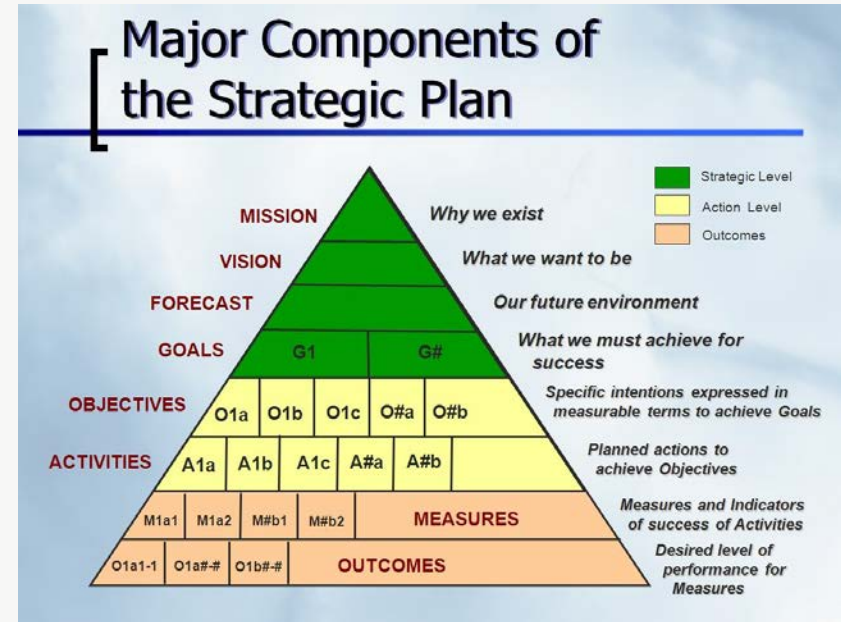 Major Components of
the Strategic Plan
Strategic Level
Action Level
Outcomes
MISSION
Why we exist
VISION
What we want to be
FORECAST
Our future environment
GOALS
G1
G#
What we must achieve for
success
OBJECTIVES
O1a
O1b
O1c
O#a
O#b
Specific intentions expressed in
measurable terms to achieve Goals
ACTIVITIES
A1a
A1b
A1c
A#a
A#b
Planned actions to
achieve Objectives
M1a1
M1a2
M#b1
M#b2
MEASURES
Measures and Indicators
of success of Activities
O1a1-1
O1a#-#
O1b#-#
OUTCOMES
Desired level of
performance for
Measures